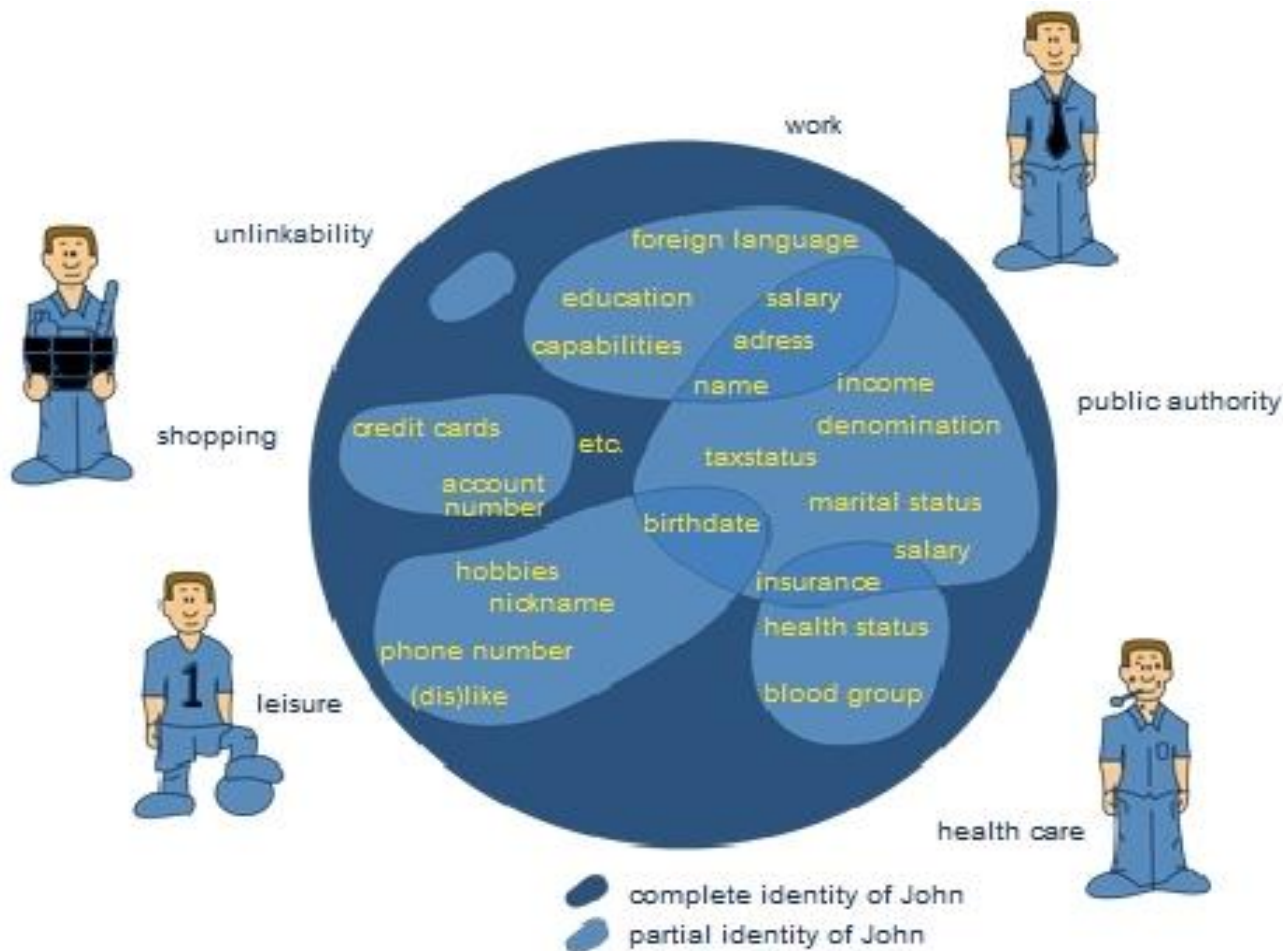 work
unlinkability
foreign language
education
salary
capabilities
adress
name
income
public authority
credit cards
denomination
shopping
etc.
taxstatus
account
number
marital status
birthdate
salary
hobbies
insurance
nickname
health status
phone number
(dis)like
blood group
leisure
1
health care
complete identity of John
partial identity of John